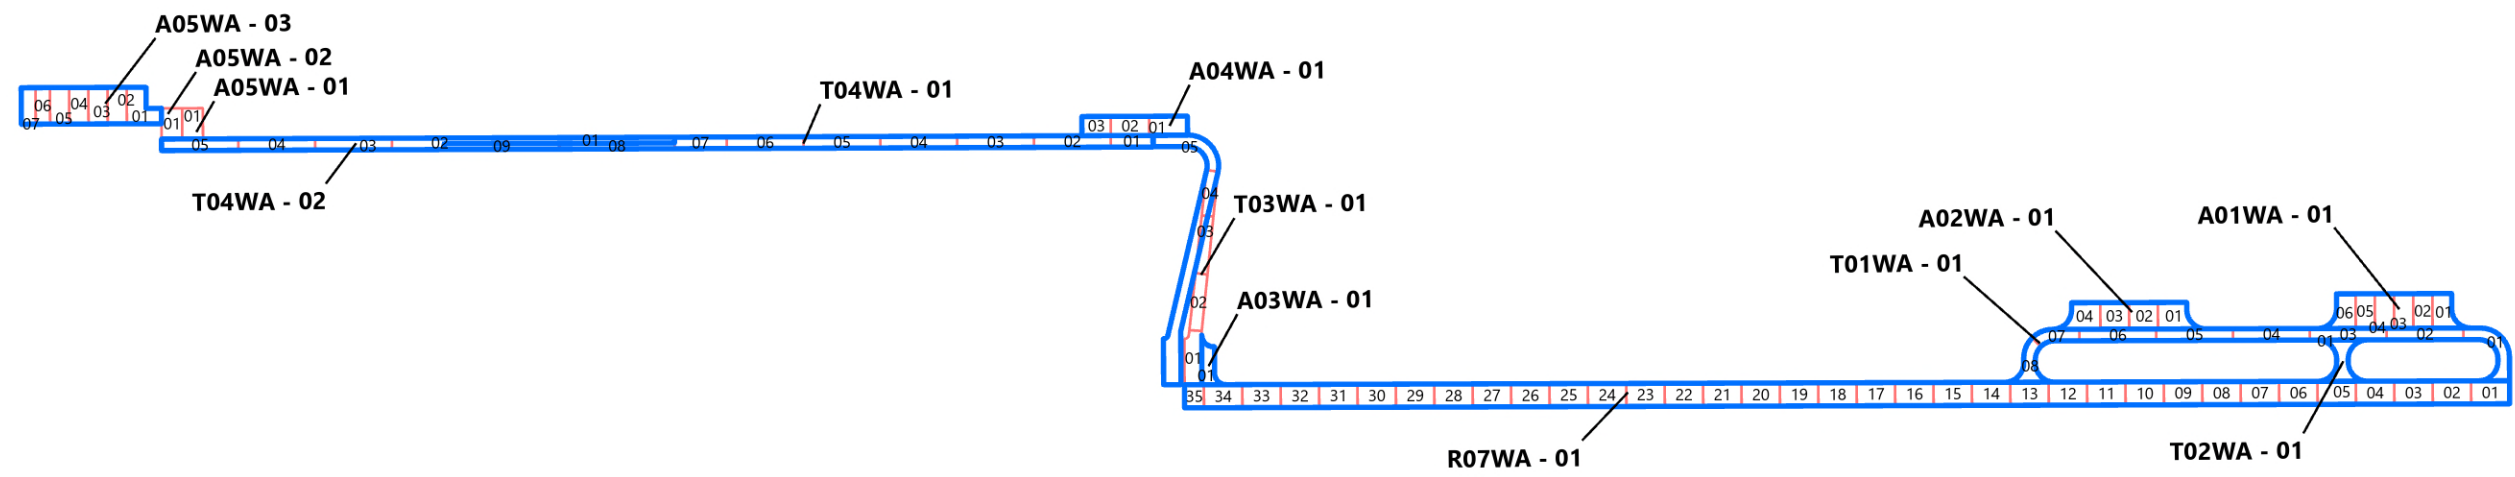 A05WA - 03
A05WA - 02
A04WA - 01
A05WA - 01
T04WA - 01
06 04 02
07 05 03 01 01 01
03 02 01
05 04 03 02 09 01 08 07 06 05 04 03 02 01 05
T04WA - 02
04
T03WA - 01
03
A02WA - 01
A01WA - 01
T01WA - 01
02
A03WA - 01
04 03 02 01
06 05 04 03 02 01
07 06 05 04 01 03 02 01
01
01
08
35 34 33 32 31 30 29 28 27 26 25 24 23 22 21 20 19 18 17 16 15 14 13 12 11 10 09 08 07 06 05 04 03 02 01
R07WA - 01
T02WA - 01